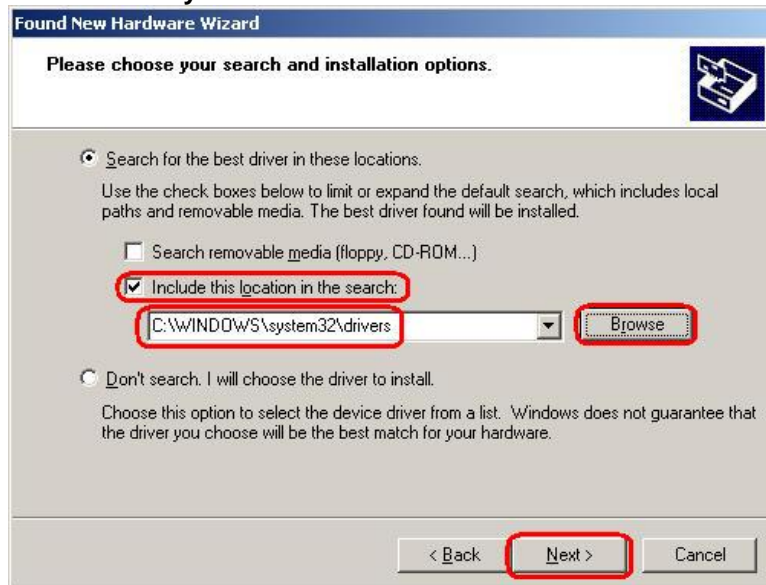 Found New Hardware Wizard
Please choose your search and installation options.
Search for the best driver in these locations.
Use the check boxes below to limit or expand the default search, which includes local
paths and removable media. The best driver found will be installed.
Search removable media (floppy, CD-ROM...)
Include this location in the search:
C:\WINDOWS\system32\drivers
Browse
Don't search. I will choose the driver to install.
Choose this option to select the device driver from a list. Windows does not guarantee that
the driver you choose will be the best match for your hardware.
< Back Next > Cancel